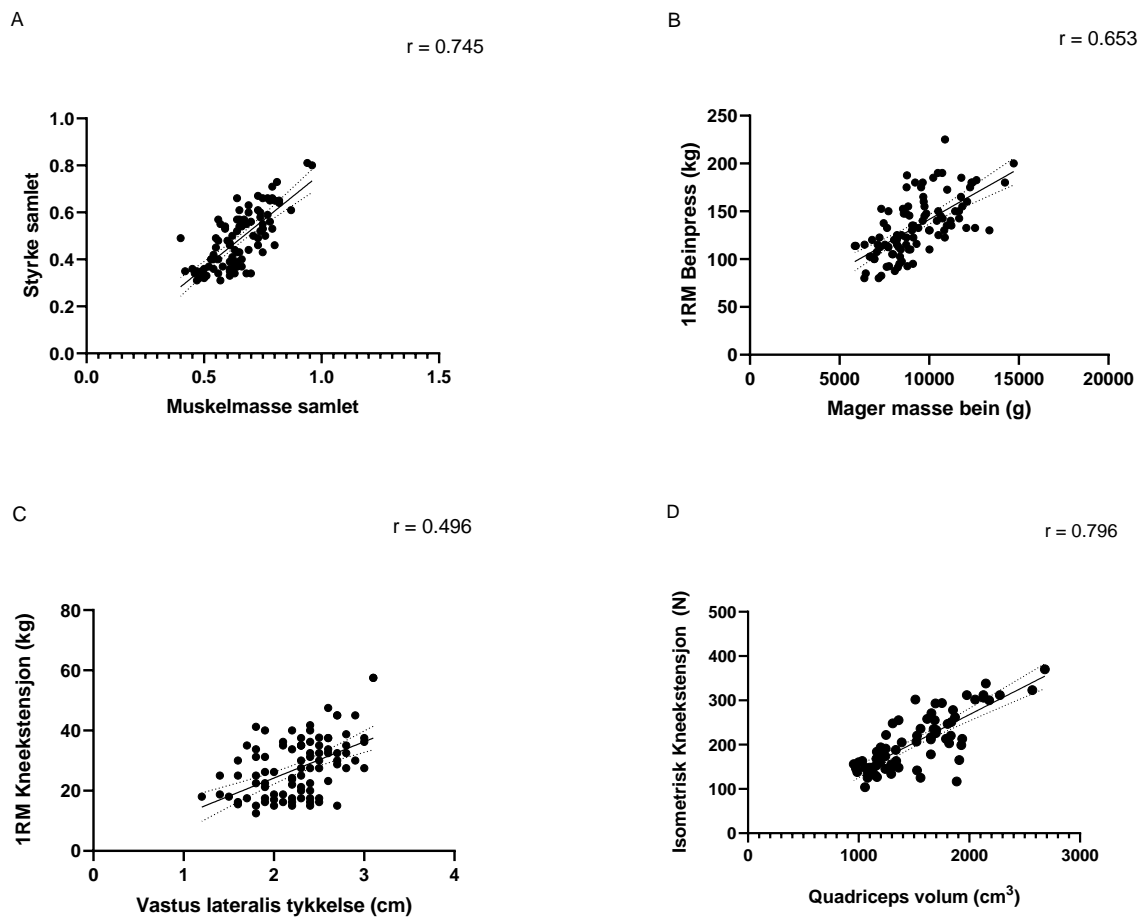 A
r = 0.745
Styrke samlet
1.0
0.8
0.6
0.4
0.2
0.0
0.0 0.5 1.0 1.5
Muskelmasse samlet
B
r = 0.653
1RM Beinpress (kg)
250
200
150
100
50
0
0 5000 10000 15000 20000
Mager masse bein (g)
C
r = 0.496
1RM Kneekstensjon (kg)
80
60
40
20
0
0 1 2 3 4
Vastus lateralis tykkelse (cm)
D
r = 0.796
Isometrisk Kneekstensjon (N)
500
400
300
200
100
0
0 1000 2000 3000
Quadriceps volum (cm³)